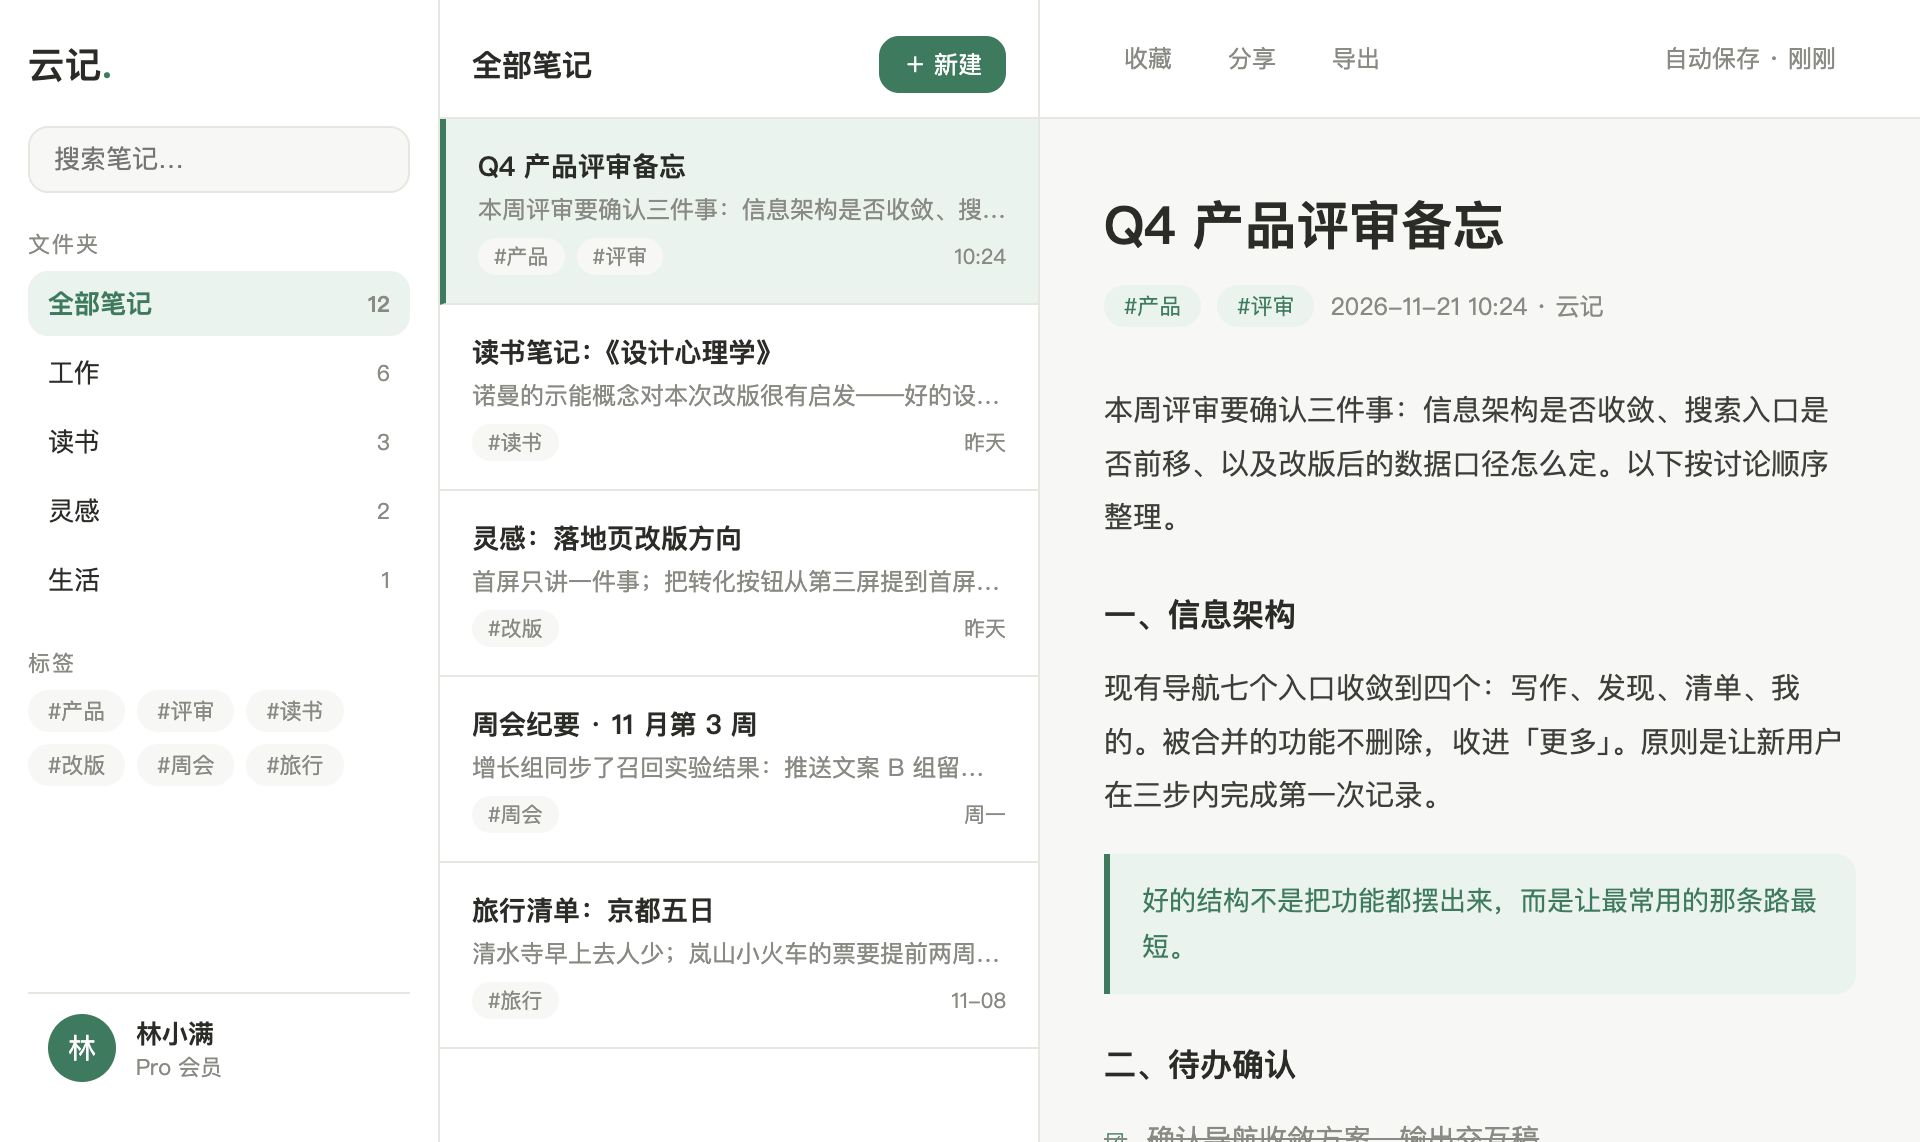 云记.
搜索笔记…
文件夹
全部笔记 12
工作 6
读书 3
灵感 2
生活 1
标签
#产品 #评审 #读书
#改版 #周会 #旅行
林
林小满
Pro 会员
全部笔记
+ 新建
Q4 产品评审备忘
本周评审要确认三件事：信息架构是否收敛、搜…
#产品 #评审 10:24
读书笔记：《设计心理学》
诺曼的示能概念对本次改版很有启发——好的设…
#读书 昨天
灵感：落地页改版方向
首屏只讲一件事；把转化按钮从第三屏提到首屏…
#改版 昨天
周会纪要 · 11 月第 3 周
增长组同步了召回实验结果：推送文案 B 组留…
#周会 周一
旅行清单：京都五日
清水寺早上去人少；岚山小火车的票要提前两周…
#旅行 11-08
收藏 分享 导出 自动保存 · 刚刚
Q4 产品评审备忘
#产品 #评审 2026-11-21 10:24 · 云记
本周评审要确认三件事：信息架构是否收敛、搜索入口是
否前移、以及改版后的数据口径怎么定。以下按讨论顺序
整理。
一、信息架构
现有导航七个入口收敛到四个：写作、发现、清单、我
的。被合并的功能不删除，收进「更多」。原则是让新用户
在三步内完成第一次记录。
好的结构不是把功能都摆出来，而是让最常用的那条路最
短。
二、待办确认
确认导航收敛方案，输出交互稿